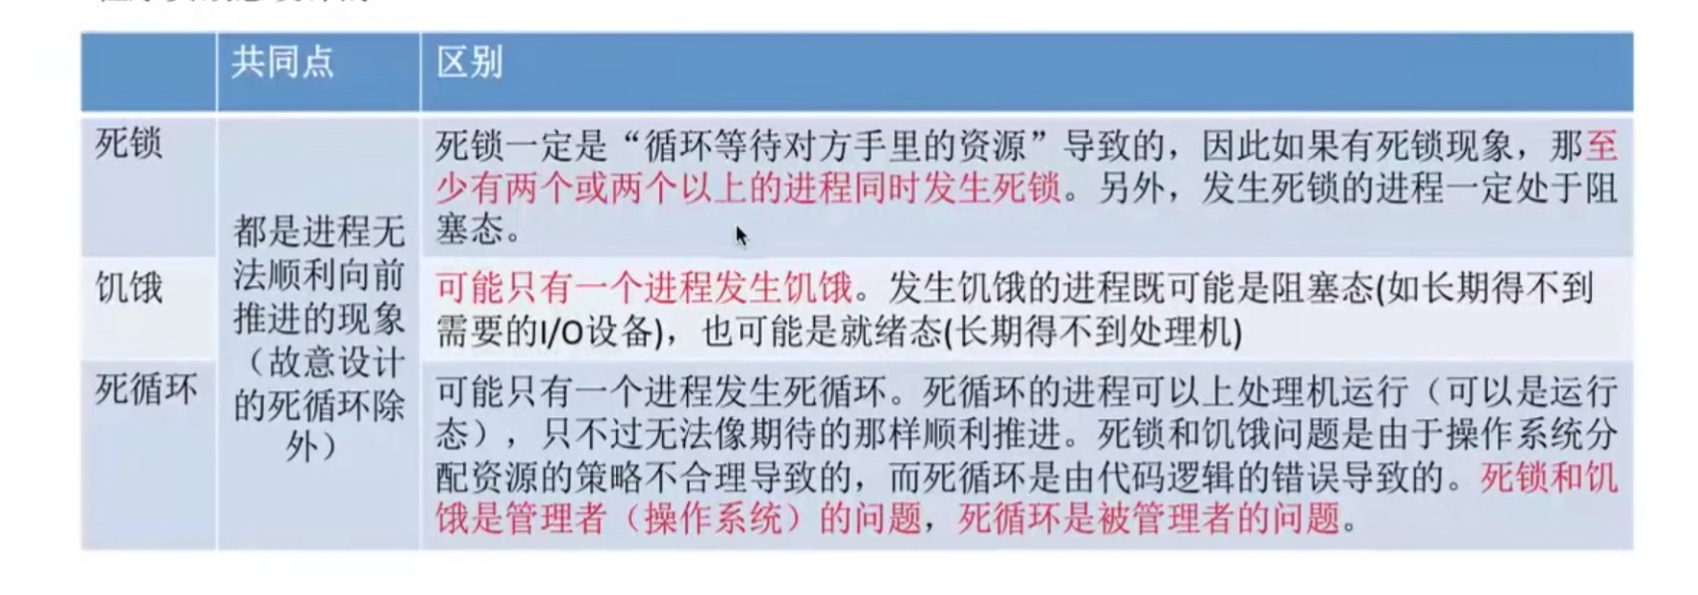 共同点
区别
死锁
死锁一定是“循环等待对方手里的资源”导致的，因此如果有死锁现象，那至
少有两个或两个以上的进程同时发生死锁。另外，发生死锁的进程一定处于阻
塞态。
都是进程无
法顺利向前
推进的现象
（故意设计
的死循环除
外）
饥饿
可能只有一个进程发生饥饿。发生饥饿的进程既可能是阻塞态(如长期得不到
需要的I/O设备)，也可能是就绪态(长期得不到处理机)
死循环
可能只有一个进程发生死循环。死循环的进程可以上处理机运行（可以是运行
态），只不过无法像期待的那样顺利推进。死锁和饥饿问题是由于操作系统分
配资源的策略不合理导致的，而死循环是由代码逻辑的错误导致的。死锁和饥
饿是管理者（操作系统）的问题，死循环是被管理者的问题。